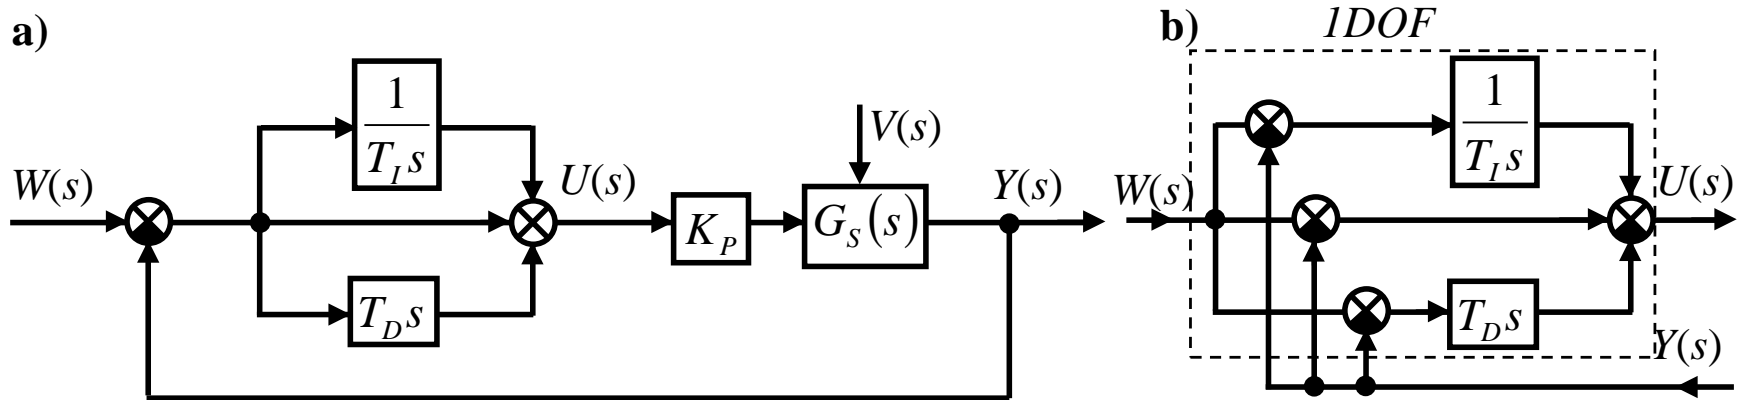 a)
W(s)
1
T_I s
T_D s
U(s)
K_P
V(s)
G_S(s)
Y(s)
b)
1DOF
W(s)
1
T_I s
T_D s
U(s)
Y(s)